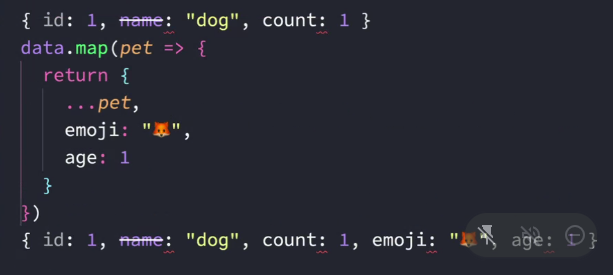 { id: 1, name: "dog", count: 1 }
data.map(pet => {
return {
...pet,
emoji: "🦊",
age: 1
}
})
{ id: 1, name: "dog", count: 1, emoji: "🦊", age: 1 }